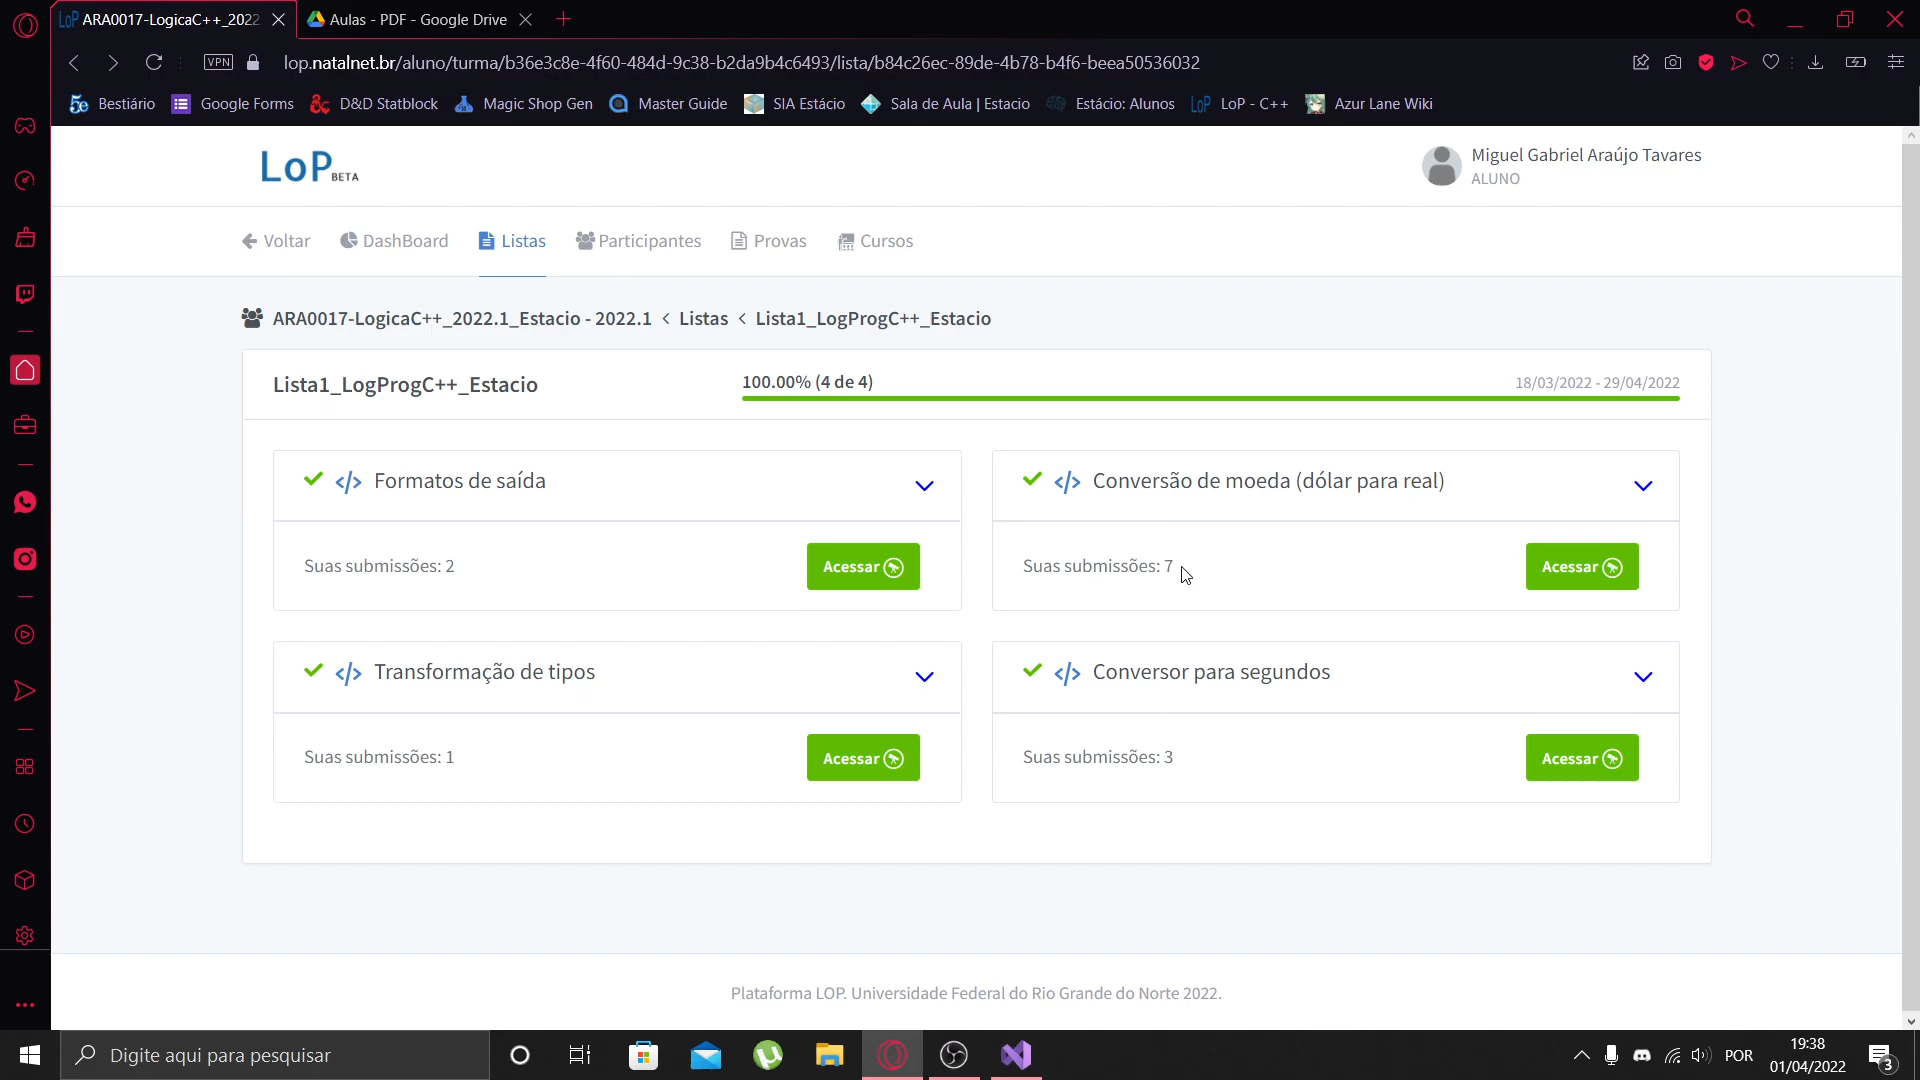 LoP ARA0017-LogicaC++_2022
Aulas - PDF - Google Drive
VPN
lop.natalnet.br/aluno/turma/b36e3c8e-4f60-484d-9c38-b2da9b4c6493/lista/b84c26ec-89de-4b78-b4f6-beea50536032
5e Bestiário
Google Forms
D&D Statblock
Magic Shop Gen
Master Guide
SIA Estácio
Sala de Aula | Estacio
Estácio: Alunos
LoP LoP - C++
Azur Lane Wiki
LoP BETA
Miguel Gabriel Araújo Tavares
ALUNO
Voltar
DashBoard
Listas
Participantes
Provas
Cursos
ARA0017-LogicaC++_2022.1_Estacio - 2022.1 < Listas < Lista1_LogProgC++_Estacio
Lista1_LogProgC++_Estacio
100.00% (4 de 4)
18/03/2022 - 29/04/2022
</> Formatos de saída
Suas submissões: 2
Acessar
</> Conversão de moeda (dólar para real)
Suas submissões: 7
Acessar
</> Transformação de tipos
Suas submissões: 1
Acessar
</> Conversor para segundos
Suas submissões: 3
Acessar
Plataforma LOP. Universidade Federal do Rio Grande do Norte 2022.
Digite aqui para pesquisar
POR
19:38
01/04/2022
3